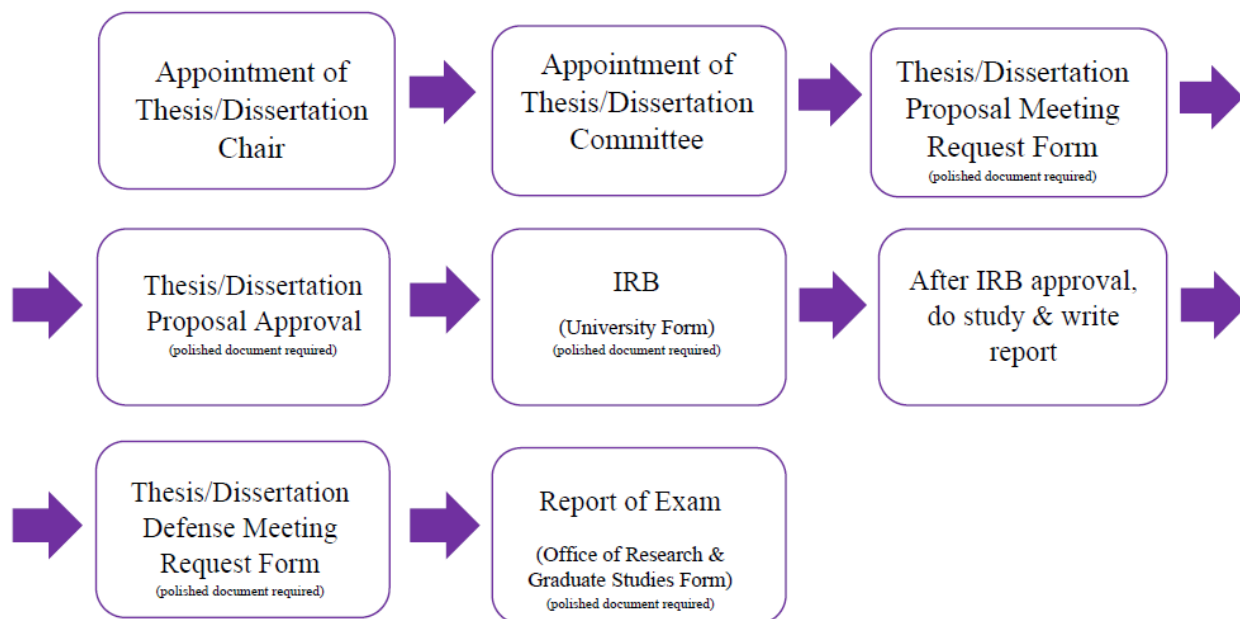 Appointment of
Thesis/Dissertation
Chair
Appointment of
Thesis/Dissertation
Committee
Thesis/Dissertation
Proposal Meeting
Request Form
(polished document required)
Thesis/Dissertation
Proposal Approval
(polished document required)
IRB
(University Form)
(polished document required)
After IRB approval,
do study & write
report
Thesis/Dissertation
Defense Meeting
Request Form
(polished document required)
Report of Exam
(Office of Research &
Graduate Studies Form)
(polished document required)